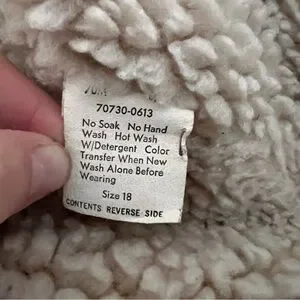 70730-0613
No Soak No Hand
Wash Hot Wash
W/Detergent Color
Transfer When New
Wash Alone Before
Wearing
Size 18
CONTENTS REVERSE SIDE